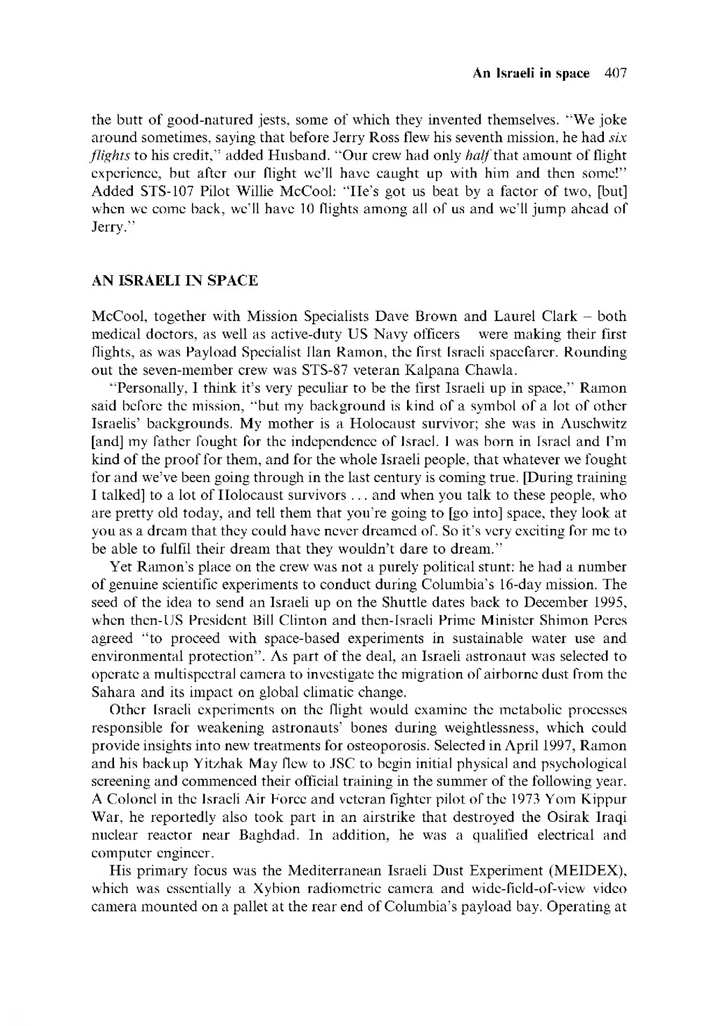 An Israeli in space 407
the butt of good-natured jests, some of which they invented themselves. "We joke
around sometimes, saying that before Jerry Ross flew his seventh mission, he had six
flights to his credit," added Husband. "Our crew had only half that amount of flight
experience, but after our flight we'll have caught up with him and then some!"
Added STS-107 Pilot Willie McCool: "He's got us beat by a factor of two, [but]
when we come back, we'll have 10 flights among all of us and we'll jump ahead of
Jerry."
AN ISRAELI IN SPACE
McCool, together with Mission Specialists Dave Brown and Laurel Clark – both
medical doctors, as well as active-duty US Navy officers were making their first
flights, as was Payload Specialist Ilan Ramon, the first Israeli spacefarer. Rounding
out the seven-member crew was STS-87 veteran Kalpana Chawla.
"Personally, I think it's very peculiar to be the first Israeli up in space," Ramon
said before the mission, "but my background is kind of a symbol of a lot of other
Israelis' backgrounds. My mother is a Holocaust survivor; she was in Auschwitz
[and] my father fought for the independence of Israel. I was born in Israel and I'm
kind of the proof for them, and for the whole Israeli people, that whatever we fought
for and we've been going through in the last century is coming true. [During training
I talked] to a lot of Holocaust survivors ... and when you talk to these people, who
are pretty old today, and tell them that you're going to [go into] space, they look at
you as a dream that they could have never dreamed of. So it's very exciting for me to
be able to fulfil their dream that they wouldn't dare to dream."
Yet Ramon's place on the crew was not a purely political stunt: he had a number
of genuine scientific experiments to conduct during Columbia's 16-day mission. The
seed of the idea to send an Israeli up on the Shuttle dates back to December 1995,
when then-US President Bill Clinton and then-Israeli Prime Minister Shimon Peres
agreed "to proceed with space-based experiments in sustainable water use and
environmental protection". As part of the deal, an Israeli astronaut was selected to
operate a multispectral camera to investigate the migration of airborne dust from the
Sahara and its impact on global climatic change.
Other Israeli experiments on the flight would examine the metabolic processes
responsible for weakening astronauts' bones during weightlessness, which could
provide insights into new treatments for osteoporosis. Selected in April 1997, Ramon
and his backup Yitzhak May flew to JSC to begin initial physical and psychological
screening and commenced their official training in the summer of the following year.
A Colonel in the Israeli Air Force and veteran fighter pilot of the 1973 Yom Kippur
War, he reportedly also took part in an airstrike that destroyed the Osirak Iraqi
nuclear reactor near Baghdad. In addition, he was a qualified electrical and
computer engineer.
His primary focus was the Mediterranean Israeli Dust Experiment (MEIDEX),
which was essentially a Xybion radiometric camera and wide-field-of-view video
camera mounted on a pallet at the rear end of Columbia's payload bay. Operating at